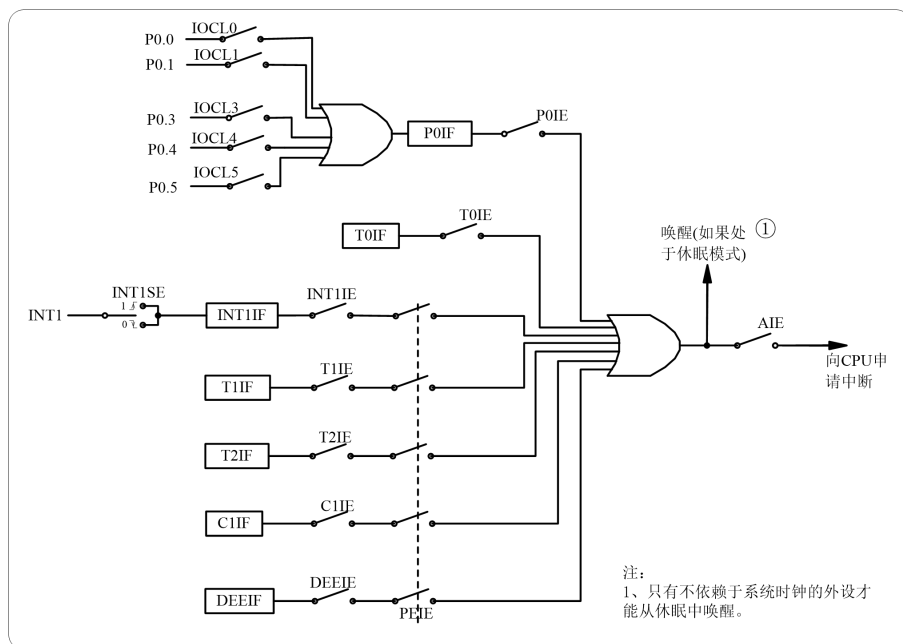 P0.0 IOCL0
P0.1 IOCL1
P0.3 IOCL3
P0.4 IOCL4
P0.5 IOCL5
P0IF P0IE
T0IF T0IE
唤醒(如果处 ①
于休眠模式)
INT1 INT1SE
1
0
INT1IF INT1IE
AIE
向CPU申
请中断
T1IF T1IE
T2IF T2IE
C1IF C1IE
DEEIF DEEIE PEIE
注：
1、只有不依赖于系统时钟的外设才
能从休眠中唤醒。